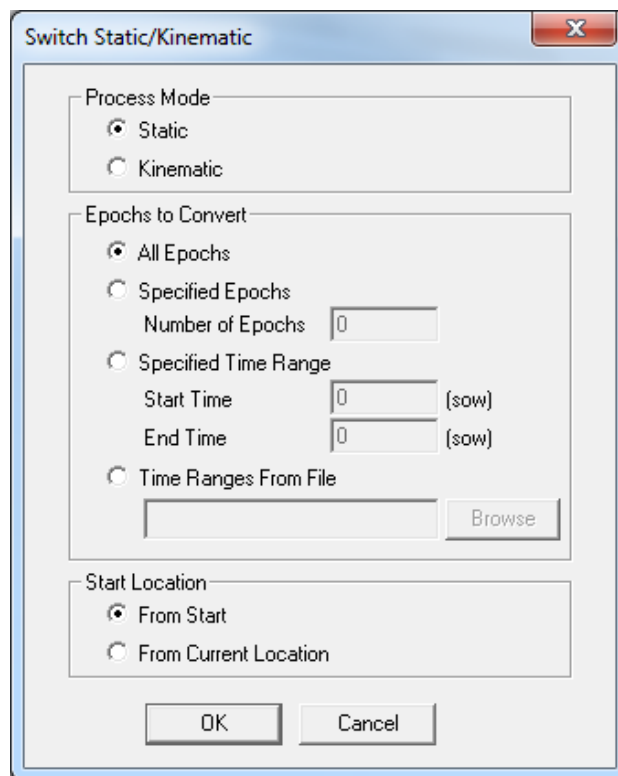 Switch Static/Kinematic
Process Mode
Static
Kinematic
Epochs to Convert
All Epochs
Specified Epochs
Number of Epochs 0
Specified Time Range
Start Time 0 (sow)
End Time 0 (sow)
Time Ranges From File
Browse
Start Location
From Start
From Current Location
OK Cancel